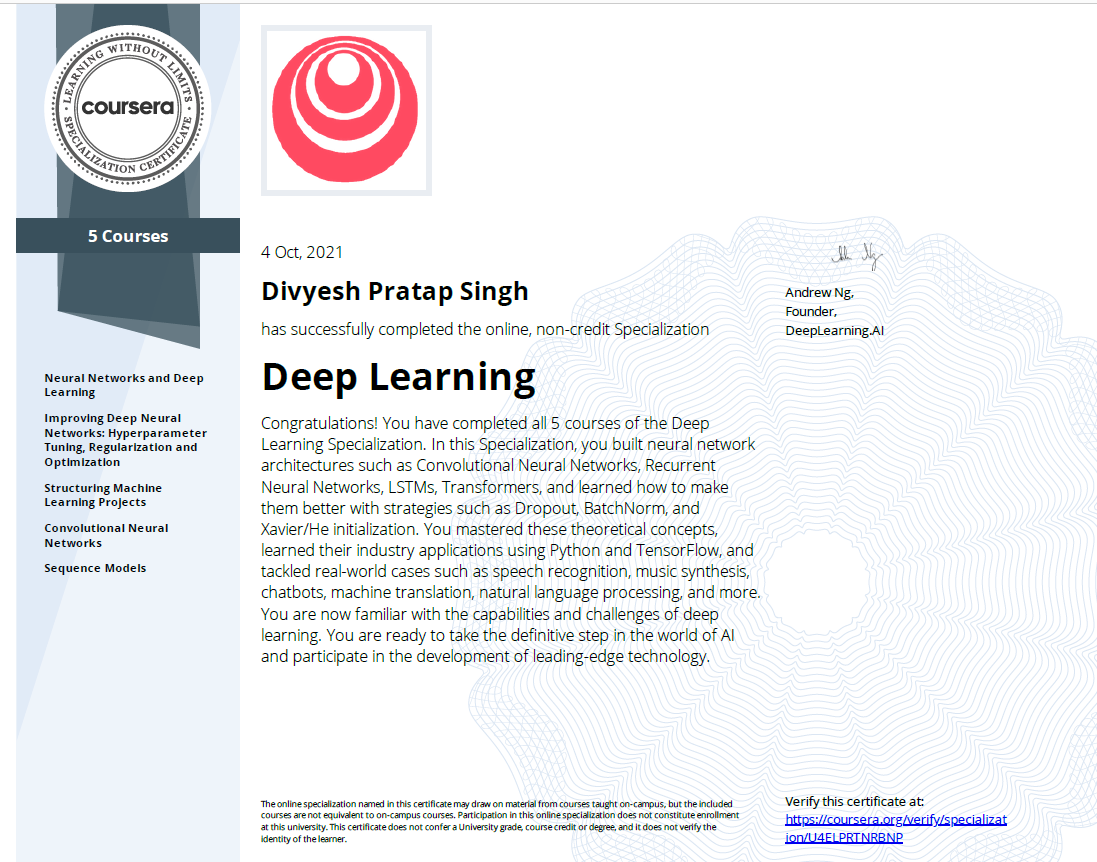 LEARNING WITHOUT LIMITS
coursera
SPECIALIZATION CERTIFICATE
5 Courses
Neural Networks and Deep
Learning
Improving Deep Neural
Networks: Hyperparameter
Tuning, Regularization and
Optimization
Structuring Machine
Learning Projects
Convolutional Neural
Networks
Sequence Models
4 Oct, 2021
Divyesh Pratap Singh
has successfully completed the online, non-credit Specialization
Deep Learning
Congratulations! You have completed all 5 courses of the Deep
Learning Specialization. In this Specialization, you built neural network
architectures such as Convolutional Neural Networks, Recurrent
Neural Networks, LSTMs, Transformers, and learned how to make
them better with strategies such as Dropout, BatchNorm, and
Xavier/He initialization. You mastered these theoretical concepts,
learned their industry applications using Python and TensorFlow, and
tackled real-world cases such as speech recognition, music synthesis,
chatbots, machine translation, natural language processing, and more.
You are now familiar with the capabilities and challenges of deep
learning. You are ready to take the definitive step in the world of AI
and participate in the development of leading-edge technology.
Andrew Ng,
Founder,
DeepLearning.AI
The online specialization named in this certificate may draw on material from courses taught on-campus, but the included
courses are not equivalent to on-campus courses. Participation in this online specialization does not constitute enrollment
at this university. This certificate does not confer a University grade, course credit or degree, and it does not verify the
identity of the learner.
Verify this certificate at:
https://coursera.org/verify/specializat
ion/U4ELPRTNRBNP